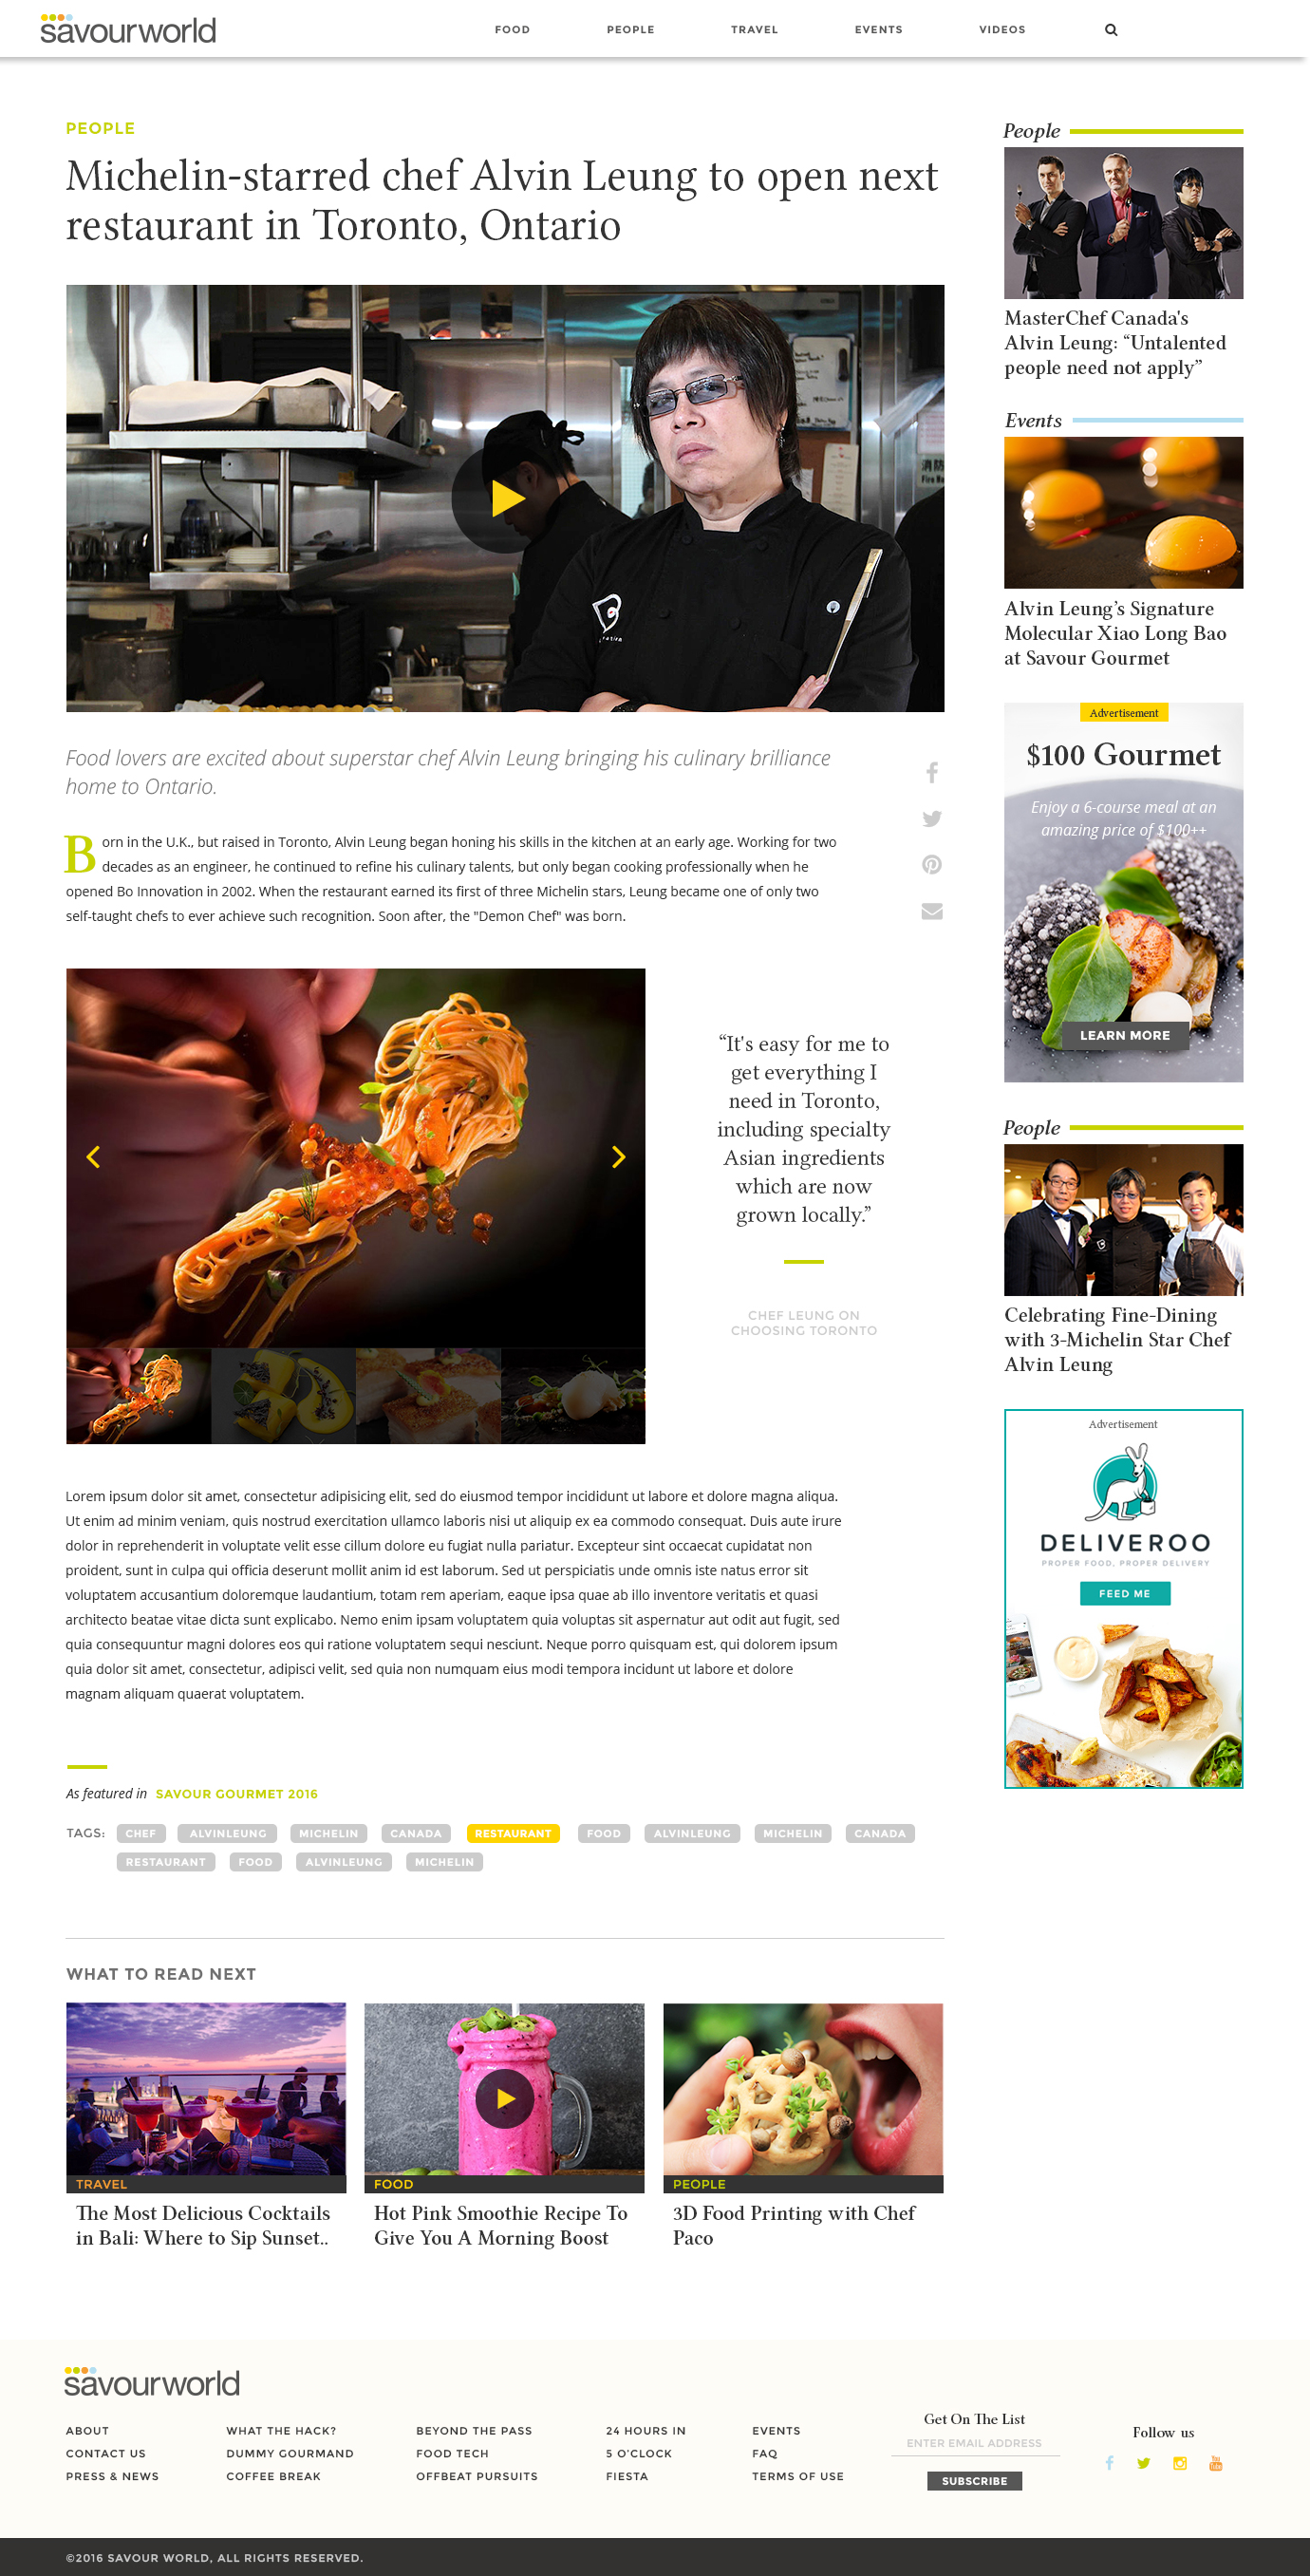 savourworld
FOOD PEOPLE TRAVEL EVENTS VIDEOS
PEOPLE
Michelin-starred chef Alvin Leung to open next
restaurant in Toronto, Ontario
Food lovers are excited about superstar chef Alvin Leung bringing his culinary brilliance
home to Ontario.
Born in the U.K., but raised in Toronto, Alvin Leung began honing his skills in the kitchen at an early age. Working for two
decades as an engineer, he continued to refine his culinary talents, but only began cooking professionally when he
opened Bo Innovation in 2002. When the restaurant earned its first of three Michelin stars, Leung became one of only two
self-taught chefs to ever achieve such recognition. Soon after, the "Demon Chef" was born.
“It's easy for me to
get everything I
need in Toronto,
including specialty
Asian ingredients
which are now
grown locally.”
CHEF LEUNG ON
CHOOSING TORONTO
Lorem ipsum dolor sit amet, consectetur adipisicing elit, sed do eiusmod tempor incididunt ut labore et dolore magna aliqua.
Ut enim ad minim veniam, quis nostrud exercitation ullamco laboris nisi ut aliquip ex ea commodo consequat. Duis aute irure
dolor in reprehenderit in voluptate velit esse cillum dolore eu fugiat nulla pariatur. Excepteur sint occaecat cupidatat non
proident, sunt in culpa qui officia deserunt mollit anim id est laborum. Sed ut perspiciatis unde omnis iste natus error sit
voluptatem accusantium doloremque laudantium, totam rem aperiam, eaque ipsa quae ab illo inventore veritatis et quasi
architecto beatae vitae dicta sunt explicabo. Nemo enim ipsam voluptatem quia voluptas sit aspernatur aut odit aut fugit, sed
quia consequuntur magni dolores eos qui ratione voluptatem sequi nesciunt. Neque porro quisquam est, qui dolorem ipsum
quia dolor sit amet, consectetur, adipisci velit, sed quia non numquam eius modi tempora incidunt ut labore et dolore
magnam aliquam quaerat voluptatem.
As featured in SAVOUR GOURMET 2016
TAGS: CHEF ALVINLEUNG MICHELIN CANADA RESTAURANT FOOD ALVINLEUNG MICHELIN CANADA
RESTAURANT FOOD ALVINLEUNG MICHELIN
People
MasterChef Canada's
Alvin Leung: “Untalented
people need not apply”
Events
Alvin Leung’s Signature
Molecular Xiao Long Bao
at Savour Gourmet
Advertisement
$100 Gourmet
Enjoy a 6-course meal at an
amazing price of $100++
LEARN MORE
People
Celebrating Fine-Dining
with 3-Michelin Star Chef
Alvin Leung
Advertisement
DELIVEROO
PROPER FOOD, PROPER DELIVERY
FEED ME
WHAT TO READ NEXT
TRAVEL
The Most Delicious Cocktails
in Bali: Where to Sip Sunset..
FOOD
Hot Pink Smoothie Recipe To
Give You A Morning Boost
PEOPLE
3D Food Printing with Chef
Paco
savourworld
ABOUT
CONTACT US
PRESS & NEWS
WHAT THE HACK?
DUMMY GOURMAND
COFFEE BREAK
BEYOND THE PASS
FOOD TECH
OFFBEAT PURSUITS
24 HOURS IN
5 O'CLOCK
FIESTA
EVENTS
FAQ
TERMS OF USE
Get On The List
ENTER EMAIL ADDRESS
SUBSCRIBE
Follow us
©2016 SAVOUR WORLD, ALL RIGHTS RESERVED.